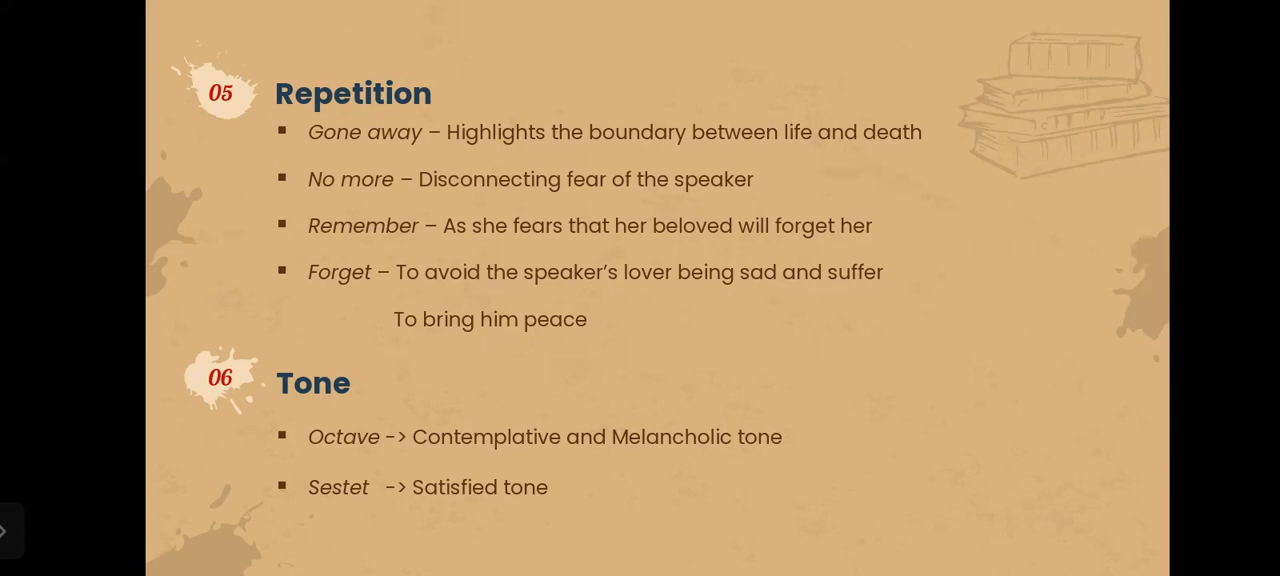 05
Repetition
▪ Gone away – Highlights the boundary between life and death
▪ No more – Disconnecting fear of the speaker
▪ Remember – As she fears that her beloved will forget her
▪ Forget – To avoid the speaker’s lover being sad and suffer
To bring him peace
06
Tone
▪ Octave -> Contemplative and Melancholic tone
▪ Sestet -> Satisfied tone